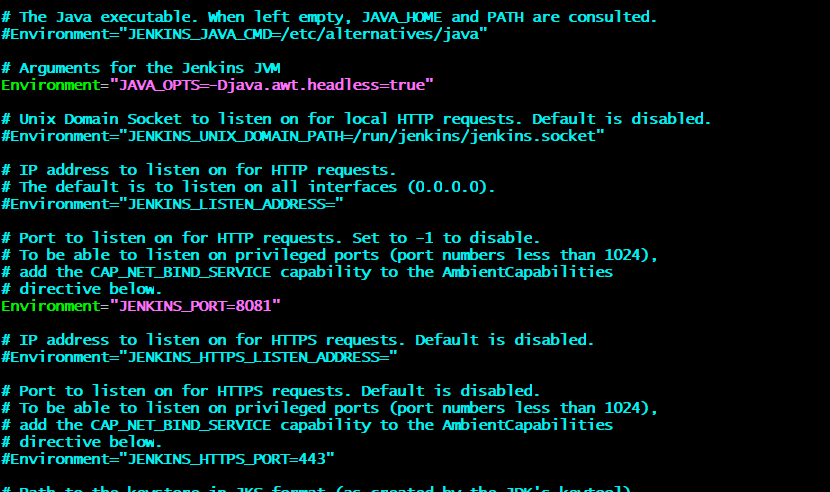 # The Java executable. When left empty, JAVA_HOME and PATH are consulted.
#Environment="JENKINS_JAVA_CMD=/etc/alternatives/java"
# Arguments for the Jenkins JVM
Environment="JAVA_OPTS=-Djava.awt.headless=true"
# Unix Domain Socket to listen on for local HTTP requests. Default is disabled.
#Environment="JENKINS_UNIX_DOMAIN_PATH=/run/jenkins/jenkins.socket"
# IP address to listen on for HTTP requests.
# The default is to listen on all interfaces (0.0.0.0).
#Environment="JENKINS_LISTEN_ADDRESS="
# Port to listen on for HTTP requests. Set to -1 to disable.
# To be able to listen on privileged ports (port numbers less than 1024),
# add the CAP_NET_BIND_SERVICE capability to the AmbientCapabilities
# directive below.
Environment="JENKINS_PORT=8081"
# IP address to listen on for HTTPS requests. Default is disabled.
#Environment="JENKINS_HTTPS_LISTEN_ADDRESS="
# Port to listen on for HTTPS requests. Default is disabled.
# To be able to listen on privileged ports (port numbers less than 1024),
# add the CAP_NET_BIND_SERVICE capability to the AmbientCapabilities
# directive below.
#Environment="JENKINS_HTTPS_PORT=443"
# Path to the keystore in JKS format (as created by the JDK's keytool).